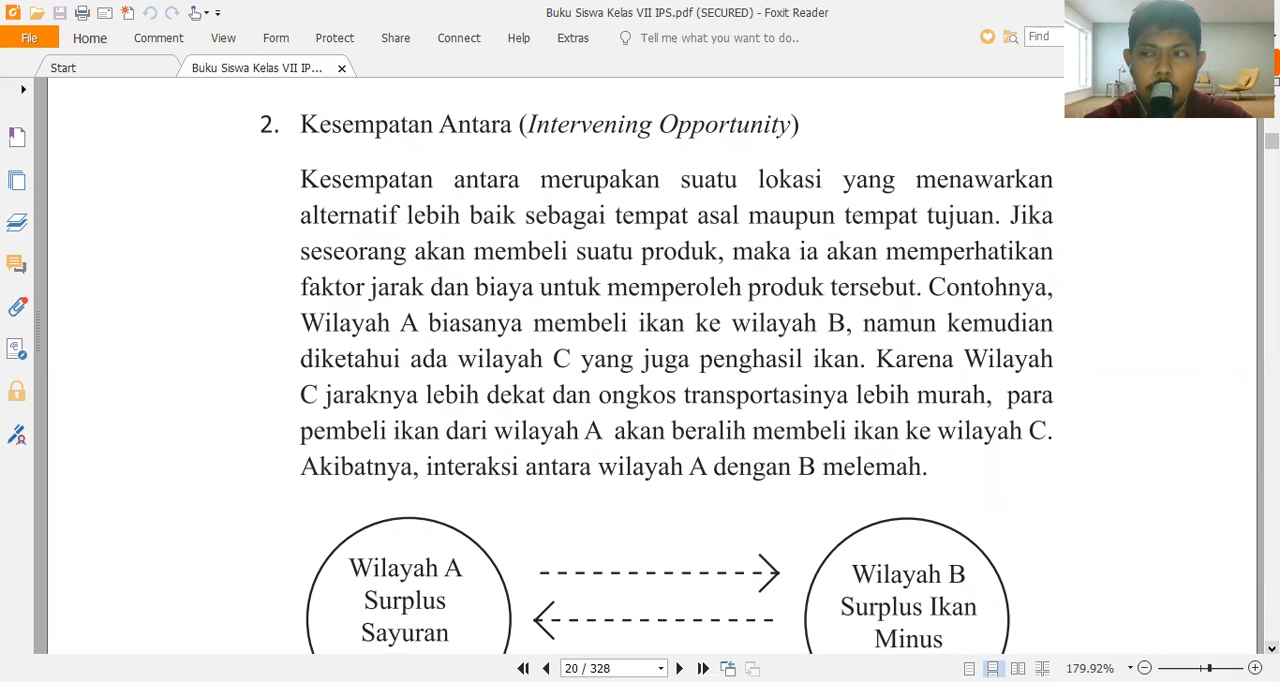 Buku Siswa Kelas VII IPS.pdf (SECURED) - Foxit Reader
File Home Comment View Form Protect Share Connect Help Extras Tell me what you want to do.. Find
Start Buku Siswa Kelas VII IP...
2. Kesempatan Antara (Intervening Opportunity)
Kesempatan antara merupakan suatu lokasi yang menawarkan
alternatif lebih baik sebagai tempat asal maupun tempat tujuan. Jika
seseorang akan membeli suatu produk, maka ia akan memperhatikan
faktor jarak dan biaya untuk memperoleh produk tersebut. Contohnya,
Wilayah A biasanya membeli ikan ke wilayah B, namun kemudian
diketahui ada wilayah C yang juga penghasil ikan. Karena Wilayah
C jaraknya lebih dekat dan ongkos transportasinya lebih murah, para
pembeli ikan dari wilayah A akan beralih membeli ikan ke wilayah C.
Akibatnya, interaksi antara wilayah A dengan B melemah.
Wilayah A
Surplus
Sayuran
Wilayah B
Surplus Ikan
Minus
20 / 328
179.92%